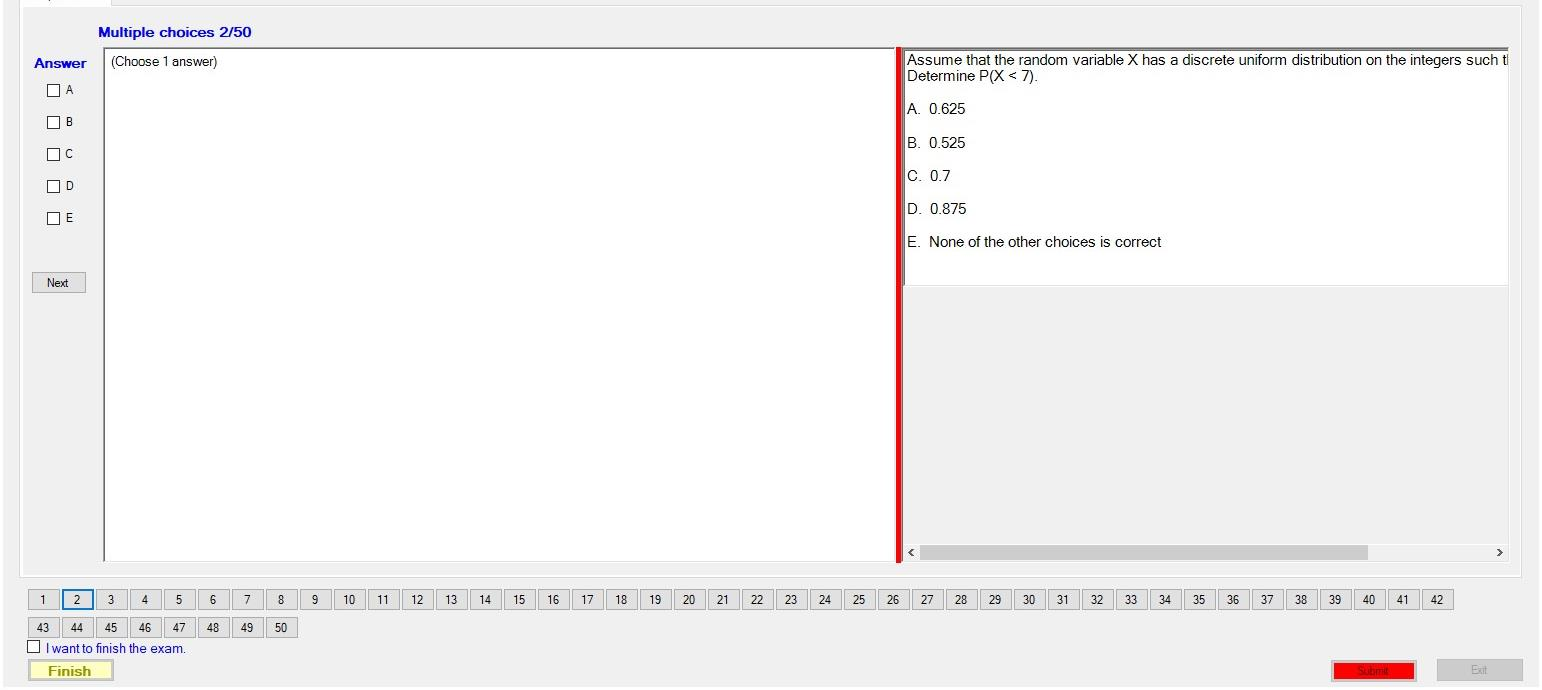 Multiple choices 2/50
Answer
(Choose 1 answer)
A
B
C
D
E
Next
Assume that the random variable X has a discrete uniform distribution on the integers such
Determine P(X < 7).
A. 0.625
B. 0.525
C. 0.7
D. 0.875
E. None of the other choices is correct
1 2 3 4 5 6 7 8 9 10 11 12 13 14 15 16 17 18 19 20 21 22 23 24 25 26 27 28 29 30 31 32 33 34 35 36 37 38 39 40 41 42
43 44 45 46 47 48 49 50
I want to finish the exam.
Finish
Submit
Exit